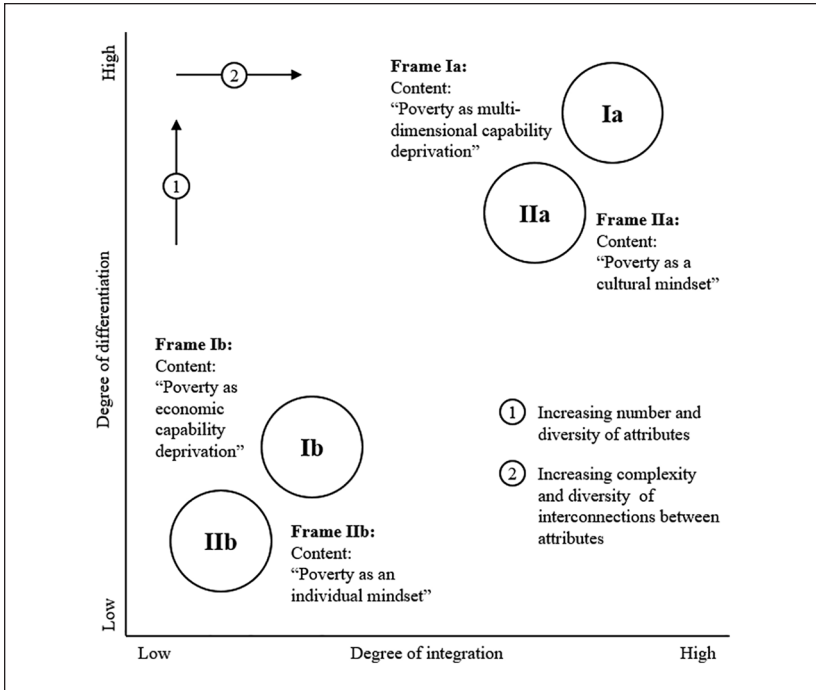 High
2
Frame Ia:
Content:
“Poverty as multi-
dimensional capability
deprivation”
Ia
1
IIa
Frame IIa:
Content:
“Poverty as a
cultural mindset”
Degree of differentiation
Frame Ib:
Content:
“Poverty as
economic
capability
deprivation”
Ib
1 Increasing number and
diversity of attributes
2 Increasing complexity
and diversity of
interconnections between
attributes
IIb
Frame IIb:
Content:
“Poverty as an
individual mindset”
Low
Low
Degree of integration
High